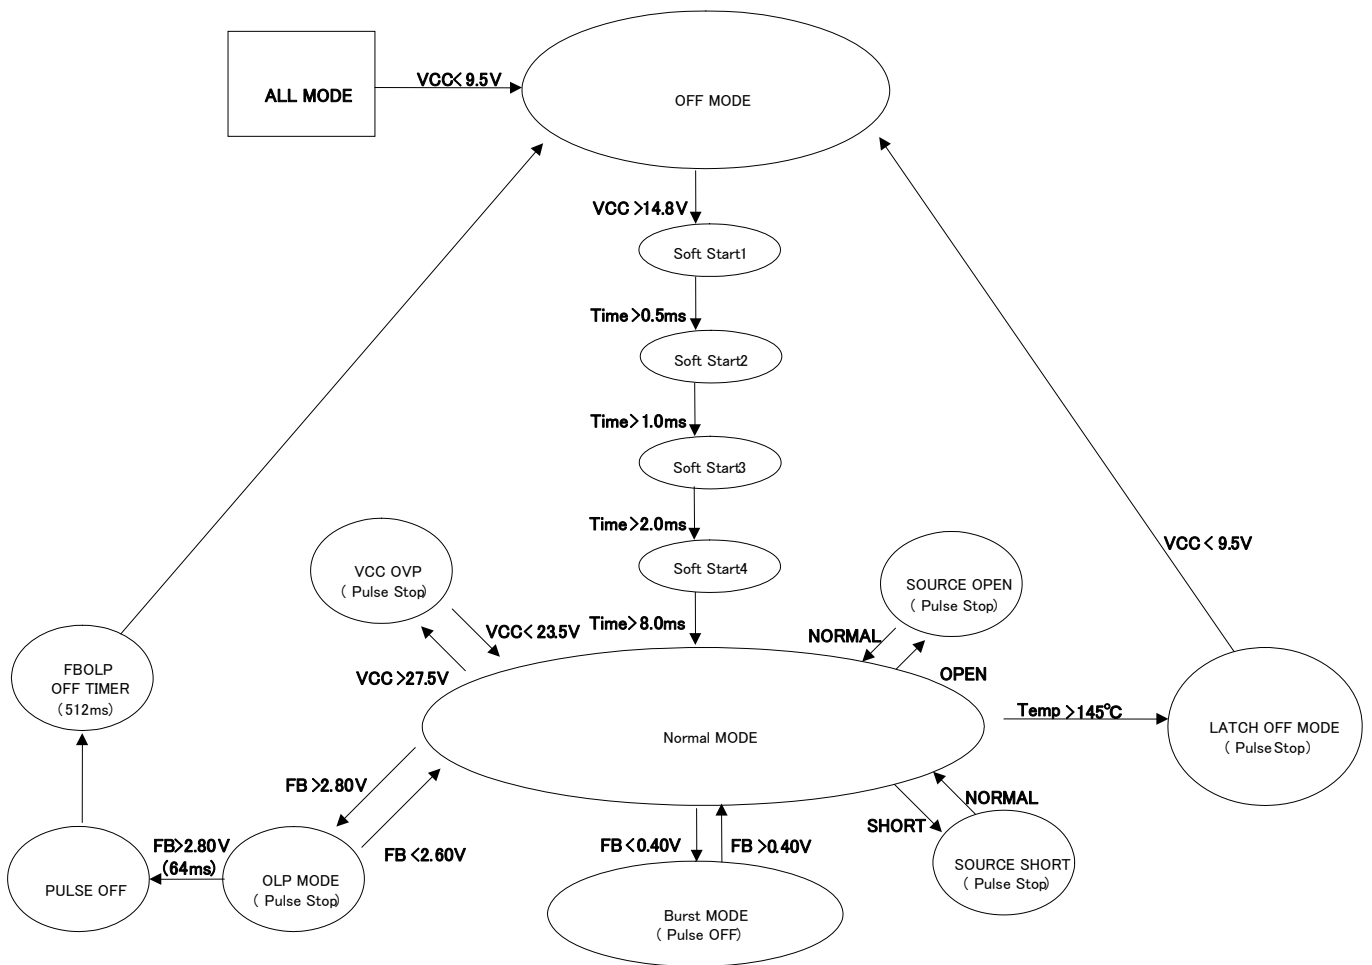 ALL MODE
VCC< 9.5V
OFF MODE
VCC >14.8V
Soft Start1
Time>0.5ms
Soft Start2
Time>1.0ms
Soft Start3
Time>2.0ms
Soft Start4
Time>8.0ms
VCC OVP
( Pulse Stop)
VCC< 23.5V
VCC >27.5V
SOURCE OPEN
( Pulse Stop)
NORMAL
OPEN
VCC< 9.5V
FBOLP
OFF TIMER
(512ms)
Normal MODE
Temp >145℃
LATCH OFF MODE
( Pulse Stop)
FB >2.80V
FB <2.60V
FB>2.80V
(64ms)
PULSE OFF
OLP MODE
( Pulse Stop)
FB <0.40V
FB >0.40V
Burst MODE
( Pulse OFF)
SHORT
NORMAL
SOURCE SHORT
( Pulse Stop)